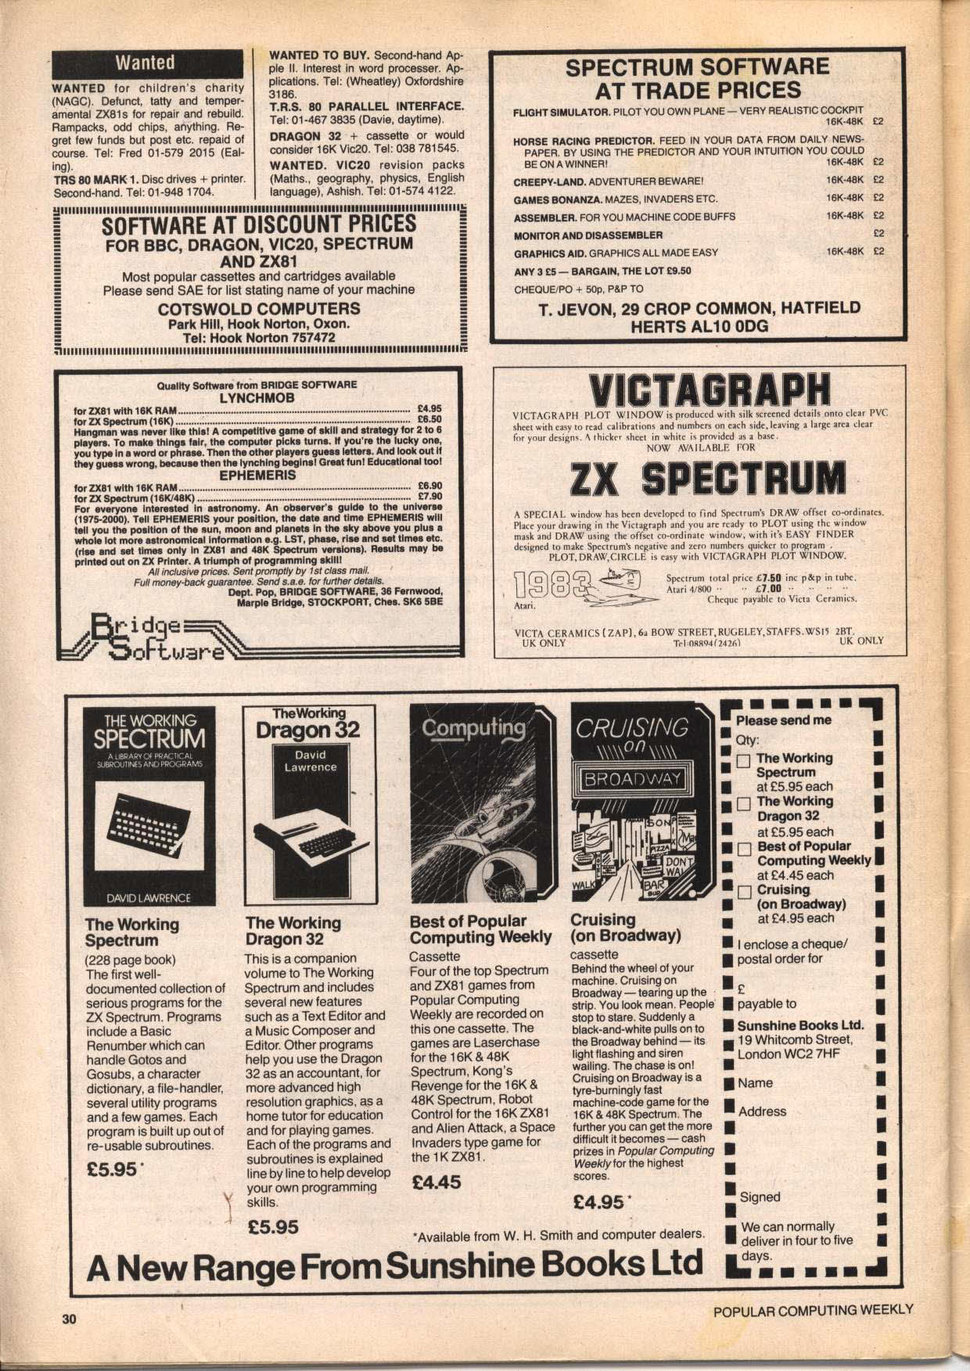 Wanted
WANTED for children's charity
(NAGC). Defunct, tatty and temper-
amental ZX81s for repair and rebuild.
Rampacks, odd chips, anything. Re-
gret few funds but post etc. repaid of
course. Tel: Fred 01-579 2015 (Eal-
ing).
TRS 80 MARK 1. Disc drives + printer.
Second-hand. Tel: 01-948 1704.
WANTED TO BUY. Second-hand Ap-
ple II. Interest in word processer. Ap-
plications. Tel: (Wheatley) Oxfordshire
3186.
T.R.S. 80 PARALLEL INTERFACE.
Tel: 01-467 3835 (Davie, daytime).
DRAGON 32 + cassette or would
consider 16K Vic20. Tel: 038 781545.
WANTED. VIC20 revision packs
(Maths., geography, physics, English
language), Ashish. Tel: 01-574 4122.
SOFTWARE AT DISCOUNT PRICES
FOR BBC, DRAGON, VIC20, SPECTRUM
AND ZX81
Most popular cassettes and cartridges available
Please send SAE for list stating name of your machine
COTSWOLD COMPUTERS
Park Hill, Hook Norton, Oxon.
Tel: Hook Norton 757472
SPECTRUM SOFTWARE
AT TRADE PRICES
FLIGHT SIMULATOR. PILOT YOU OWN PLANE — VERY REALISTIC COCKPIT
16K-48K £2
HORSE RACING PREDICTOR. FEED IN YOUR DATA FROM DAILY NEWS-
PAPER. BY USING THE PREDICTOR AND YOUR INTUITION YOU COULD
BE ON A WINNER! 16K-48K £2
CREEPY-LAND. ADVENTURER BEWARE! 16K-48K £2
GAMES BONANZA. MAZES, INVADERS ETC. 16K-48K £2
ASSEMBLER. FOR YOU MACHINE CODE BUFFS 16K-48K £2
MONITOR AND DISASSEMBLER £2
GRAPHICS AID. GRAPHICS ALL MADE EASY 16K-48K £2
ANY 3 £5 — BARGAIN, THE LOT £9.50
CHEQUE/PO + 50p, P&P TO
T. JEVON, 29 CROP COMMON, HATFIELD
HERTS AL10 0DG
Quality Software from BRIDGE SOFTWARE
LYNCHMOB
for ZX81 with 16K RAM £4.95
for ZX Spectrum (16K) £6.50
Hangman was never like this! A competitive game of skill and strategy for 2 to 6
players. To make things fair, the computer picks turns. If you're the lucky one,
you type in a word or phrase. Then the other players guess letters. And look out if
they guess wrong, because then the lynching begins! Great fun! Educational too!
EPHEMERIS
for ZX81 with 16K RAM £6.90
for ZX Spectrum (16K/48K) £7.90
For everyone interested in astronomy. An observer's guide to the universe
(1975-2000). Tell EPHEMERIS your position, the date and time EPHEMERIS will
tell you the position of the sun, moon and planets in the sky above you plus a
whole lot more astronomical information e.g. LST, phase, rise and set times etc.
(rise and set times only in ZX81 and 48K Spectrum versions). Results may be
printed out on ZX Printer. A triumph of programming skill!
All inclusive prices. Sent promptly by 1st class mail.
Full money-back guarantee. Send s.a.e. for further details.
Dept. Pop, BRIDGE SOFTWARE, 36 Fernwood,
Marple Bridge, STOCKPORT, Ches. SK6 5BE
Bridge
Software
VICTAGRAPH
VICTAGRAPH PLOT WINDOW is produced with silk screened details onto clear PVC
sheet with easy to read calibrations and numbers on each side, leaving a large area clear
for your designs. A thicker sheet in white is provided as a base.
NOW AVAILABLE FOR
ZX SPECTRUM
A SPECIAL window has been developed to find Spectrum's DRAW offset co-ordinates.
Place your drawing in the Victagraph and you are ready to PLOT using the window
mask and DRAW using the offset co-ordinate window, with it's EASY FINDER
designed to make Spectrum's negative and zero numbers quicker to program .
PLOT, DRAW, CIRCLE is easy with VICTAGRAPH PLOT WINDOW.
1983
Atari.
Spectrum total price £7.50 inc p&p in tube.
Atari 4/800 " " £7.00 " " " "
Cheque payable to Victa Ceramics.
VICTA CERAMICS [ZAP], 6a BOW STREET, RUGELEY, STAFFS. WS15 2BT.
UK ONLY Tel 08894(2426) UK ONLY
THE WORKING
SPECTRUM
A LIBRARY OF PRACTICAL
SUBROUTINES AND PROGRAMS
DAVID LAWRENCE
The Working
Spectrum
(228 page book)
The first well-
documented collection of
serious programs for the
ZX Spectrum. Programs
include a Basic
Renumber which can
handle Gotos and
Gosubs, a character
dictionary, a file-handler,
several utility programs
and a few games. Each
program is built up out of
re-usable subroutines.
£5.95*
The Working
Dragon 32
David
Lawrence
The Working
Dragon 32
This is a companion
volume to The Working
Spectrum and includes
several new features
such as a Text Editor and
a Music Composer and
Editor. Other programs
help you use the Dragon
32 as an accountant, for
more advanced high
resolution graphics, as a
home tutor for education
and for playing games.
Each of the programs and
subroutines is explained
line by line to help develop
your own programming
skills.
£5.95
Computing
Best of Popular
Computing Weekly
Cassette
Four of the top Spectrum
and ZX81 games from
Popular Computing
Weekly are recorded on
this one cassette. The
games are Laserchase
for the 16K & 48K
Spectrum, Kong's
Revenge for the 16K &
48K Spectrum, Robot
Control for the 16K ZX81
and Alien Attack, a Space
Invaders type game for
the 1K ZX81.
£4.45
CRUISING
on
BROADWAY
PIZZA
DON'T
WALK
BAR
Cruising
(on Broadway)
cassette
Behind the wheel of your
machine. Cruising on
Broadway — tearing up the
strip. You look mean. People
stop to stare. Suddenly a
black-and-white pulls on to
the Broadway behind — its
light flashing and siren
wailing. The chase is on!
Cruising on Broadway is a
tyre-burningly fast
machine-code game for the
16K & 48K Spectrum. The
further you can get the more
difficult it becomes — cash
prizes in Popular Computing
Weekly for the highest
scores.
£4.95*
*Available from W. H. Smith and computer dealers.
A New Range From Sunshine Books Ltd
Please send me
Qty:
The Working
Spectrum
at £5.95 each
The Working
Dragon 32
at £5.95 each
Best of Popular
Computing Weekly
at £4.45 each
Cruising
(on Broadway)
at £4.95 each
I enclose a cheque/
postal order for
£
payable to
Sunshine Books Ltd.
19 Whitcomb Street,
London WC2 7HF
Name
Address
Signed
We can normally
deliver in four to five
days.
30
POPULAR COMPUTING WEEKLY